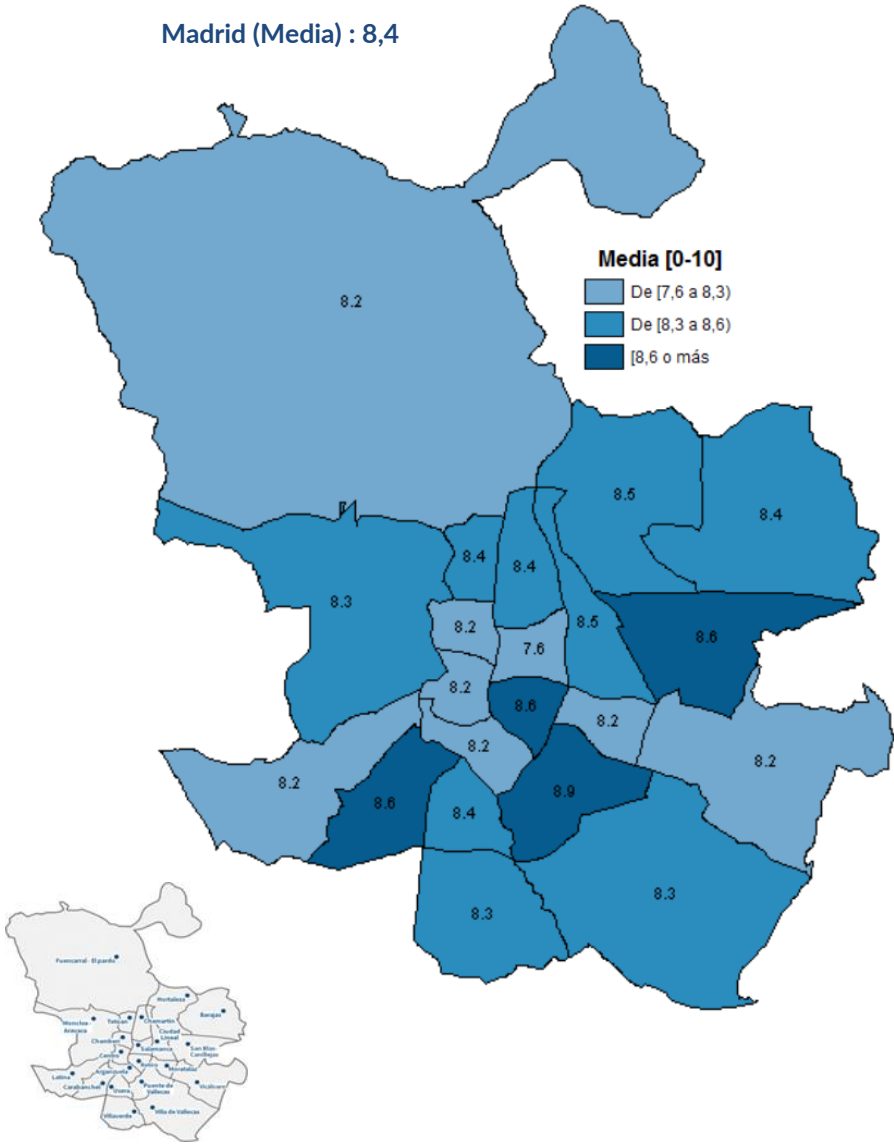 Madrid (Media) : 8,4
8.2
Media [0-10]
De [7,6 a 8,3)
De [8,3 a 8,6)
[8,6 o más
8.5
8.4
8.4
8.4
8.3
8.2
7.6
8.5
8.6
8.2
8.6
8.2
8.2
8.2
8.2
8.6
8.9
8.4
8.3
8.3
Fuencarral - El pardo
Hortaleza
Barajas
Moncloa-
Aravaca
Tetuan
Chamartin
Ciudad
Lineal
Chamberi
Salamanca
San Blas-
Canillejas
Centro
Retiro
Moratalaz
Arganzuela
Latina
Carabanchel
Usera
Puente de
Vallecas
Vicálvaro
Villaverde
Villa de Vallecas